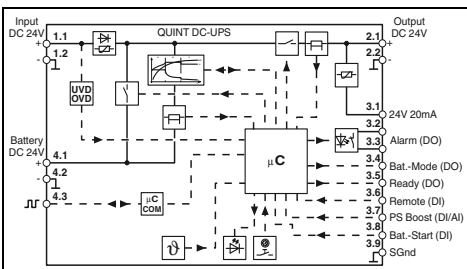 Input
DC 24V
+
-
1.1
1.2
QUINT DC-UPS
Output
DC 24V
+
-
2.1
2.2
UVD
OVD
3.1
24V 20mA
3.2
3.3
Alarm (DO)
Battery
DC 24V
+
-
4.1
4.2
4.3
µC
COM
µC
3.4
Bat.-Mode (DO)
3.5
Ready (DO)
3.6
Remote (DI)
3.7
PS Boost (DI/AI)
3.8
Bat.-Start (DI)
3.9
SGnd
ϑ